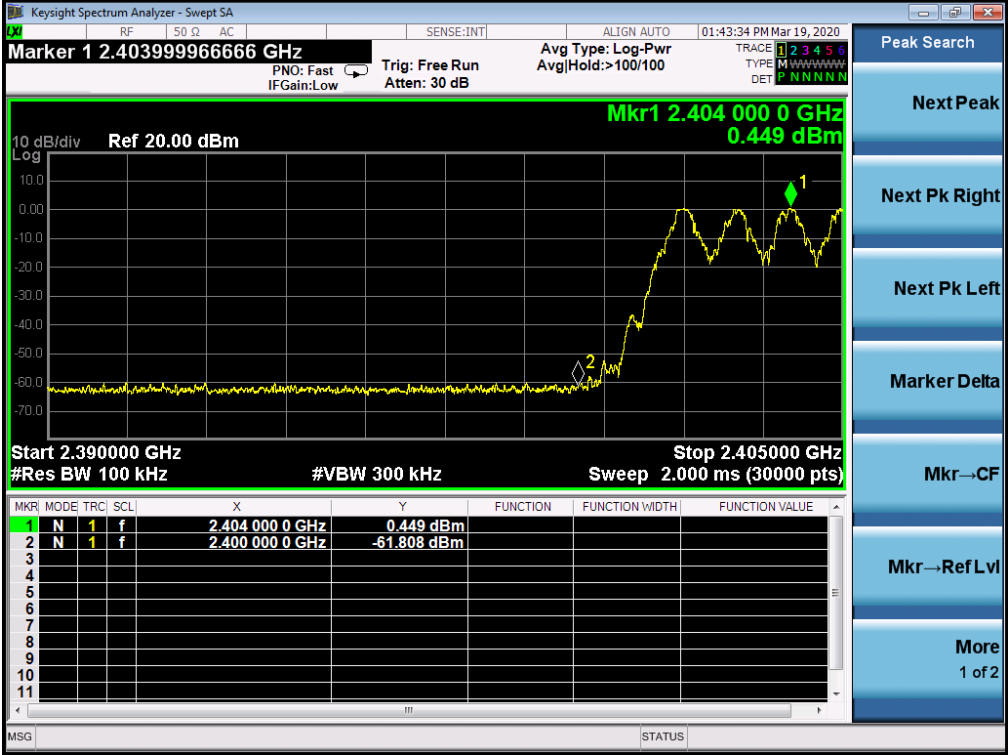 Keysight Spectrum Analyzer - Swept SA
LXI RF 50 Ω AC SENSE:INT ALIGN AUTO 01:43:34 PM Mar 19, 2020
Marker 1 2.403999966666 GHz
PNO: Fast
IFGain:Low
Trig: Free Run
Atten: 30 dB
Avg Type: Log-Pwr
Avg|Hold:>100/100
TRACE 1 2 3 4 5 6
TYPE M W W W W W
DET P N N N N N
Peak Search
Next Peak
Next Pk Right
Next Pk Left
Marker Delta
Mkr→CF
Mkr→Ref Lvl
More
1 of 2
Mkr1 2.404 000 0 GHz
0.449 dBm
10 dB/div Ref 20.00 dBm
Log
10.0
0.00
-10.0
-20.0
-30.0
-40.0
-50.0
-60.0
-70.0
1
2
Start 2.390000 GHz Stop 2.405000 GHz
#Res BW 100 kHz #VBW 300 kHz Sweep 2.000 ms (30000 pts)
MKR MODE TRC SCL X Y FUNCTION FUNCTION WIDTH FUNCTION VALUE
1 N 1 f 2.404 000 0 GHz 0.449 dBm
2 N 1 f 2.400 000 0 GHz -61.808 dBm
3
4
5
6
7
8
9
10
11
MSG STATUS